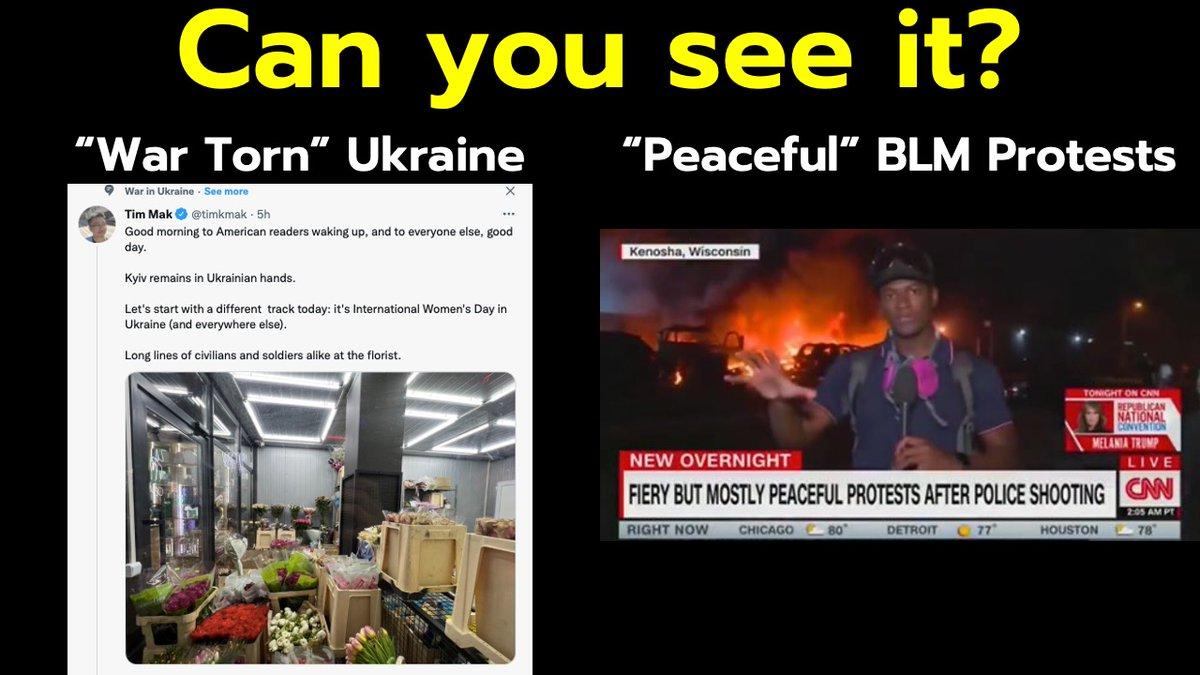 Can you see it?
“War Torn” Ukraine
“Peaceful” BLM Protests
War in Ukraine · See more
Tim Mak @timkmak · 5h
Good morning to American readers waking up, and to everyone else, good
day.
Kyiv remains in Ukrainian hands.
Let's start with a different track today: it's International Women's Day in
Ukraine (and everywhere else).
Long lines of civilians and soldiers alike at the florist.
Kenosha, Wisconsin
TONIGHT ON CNN
REPUBLICAN
NATIONAL
CONVENTION
MELANIA TRUMP
NEW OVERNIGHT
LIVE
FIERY BUT MOSTLY PEACEFUL PROTESTS AFTER POLICE SHOOTING
CNN
2:05 AM PT
RIGHT NOW CHICAGO 80° DETROIT 77° HOUSTON 78°